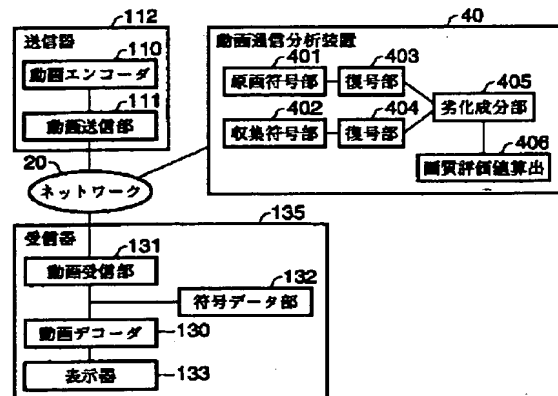 112
送信器
110
動画エンコーダ
111
動画送信部
20
ネットワーク
40
動画通信分析装置
401
原画符号部
403
復号部
405
劣化成分部
402
収集符号部
404
復号部
406
画質評価値算出
135
受信器
131
動画受信部
132
符号データ部
動画デコーダ
130
表示器
133